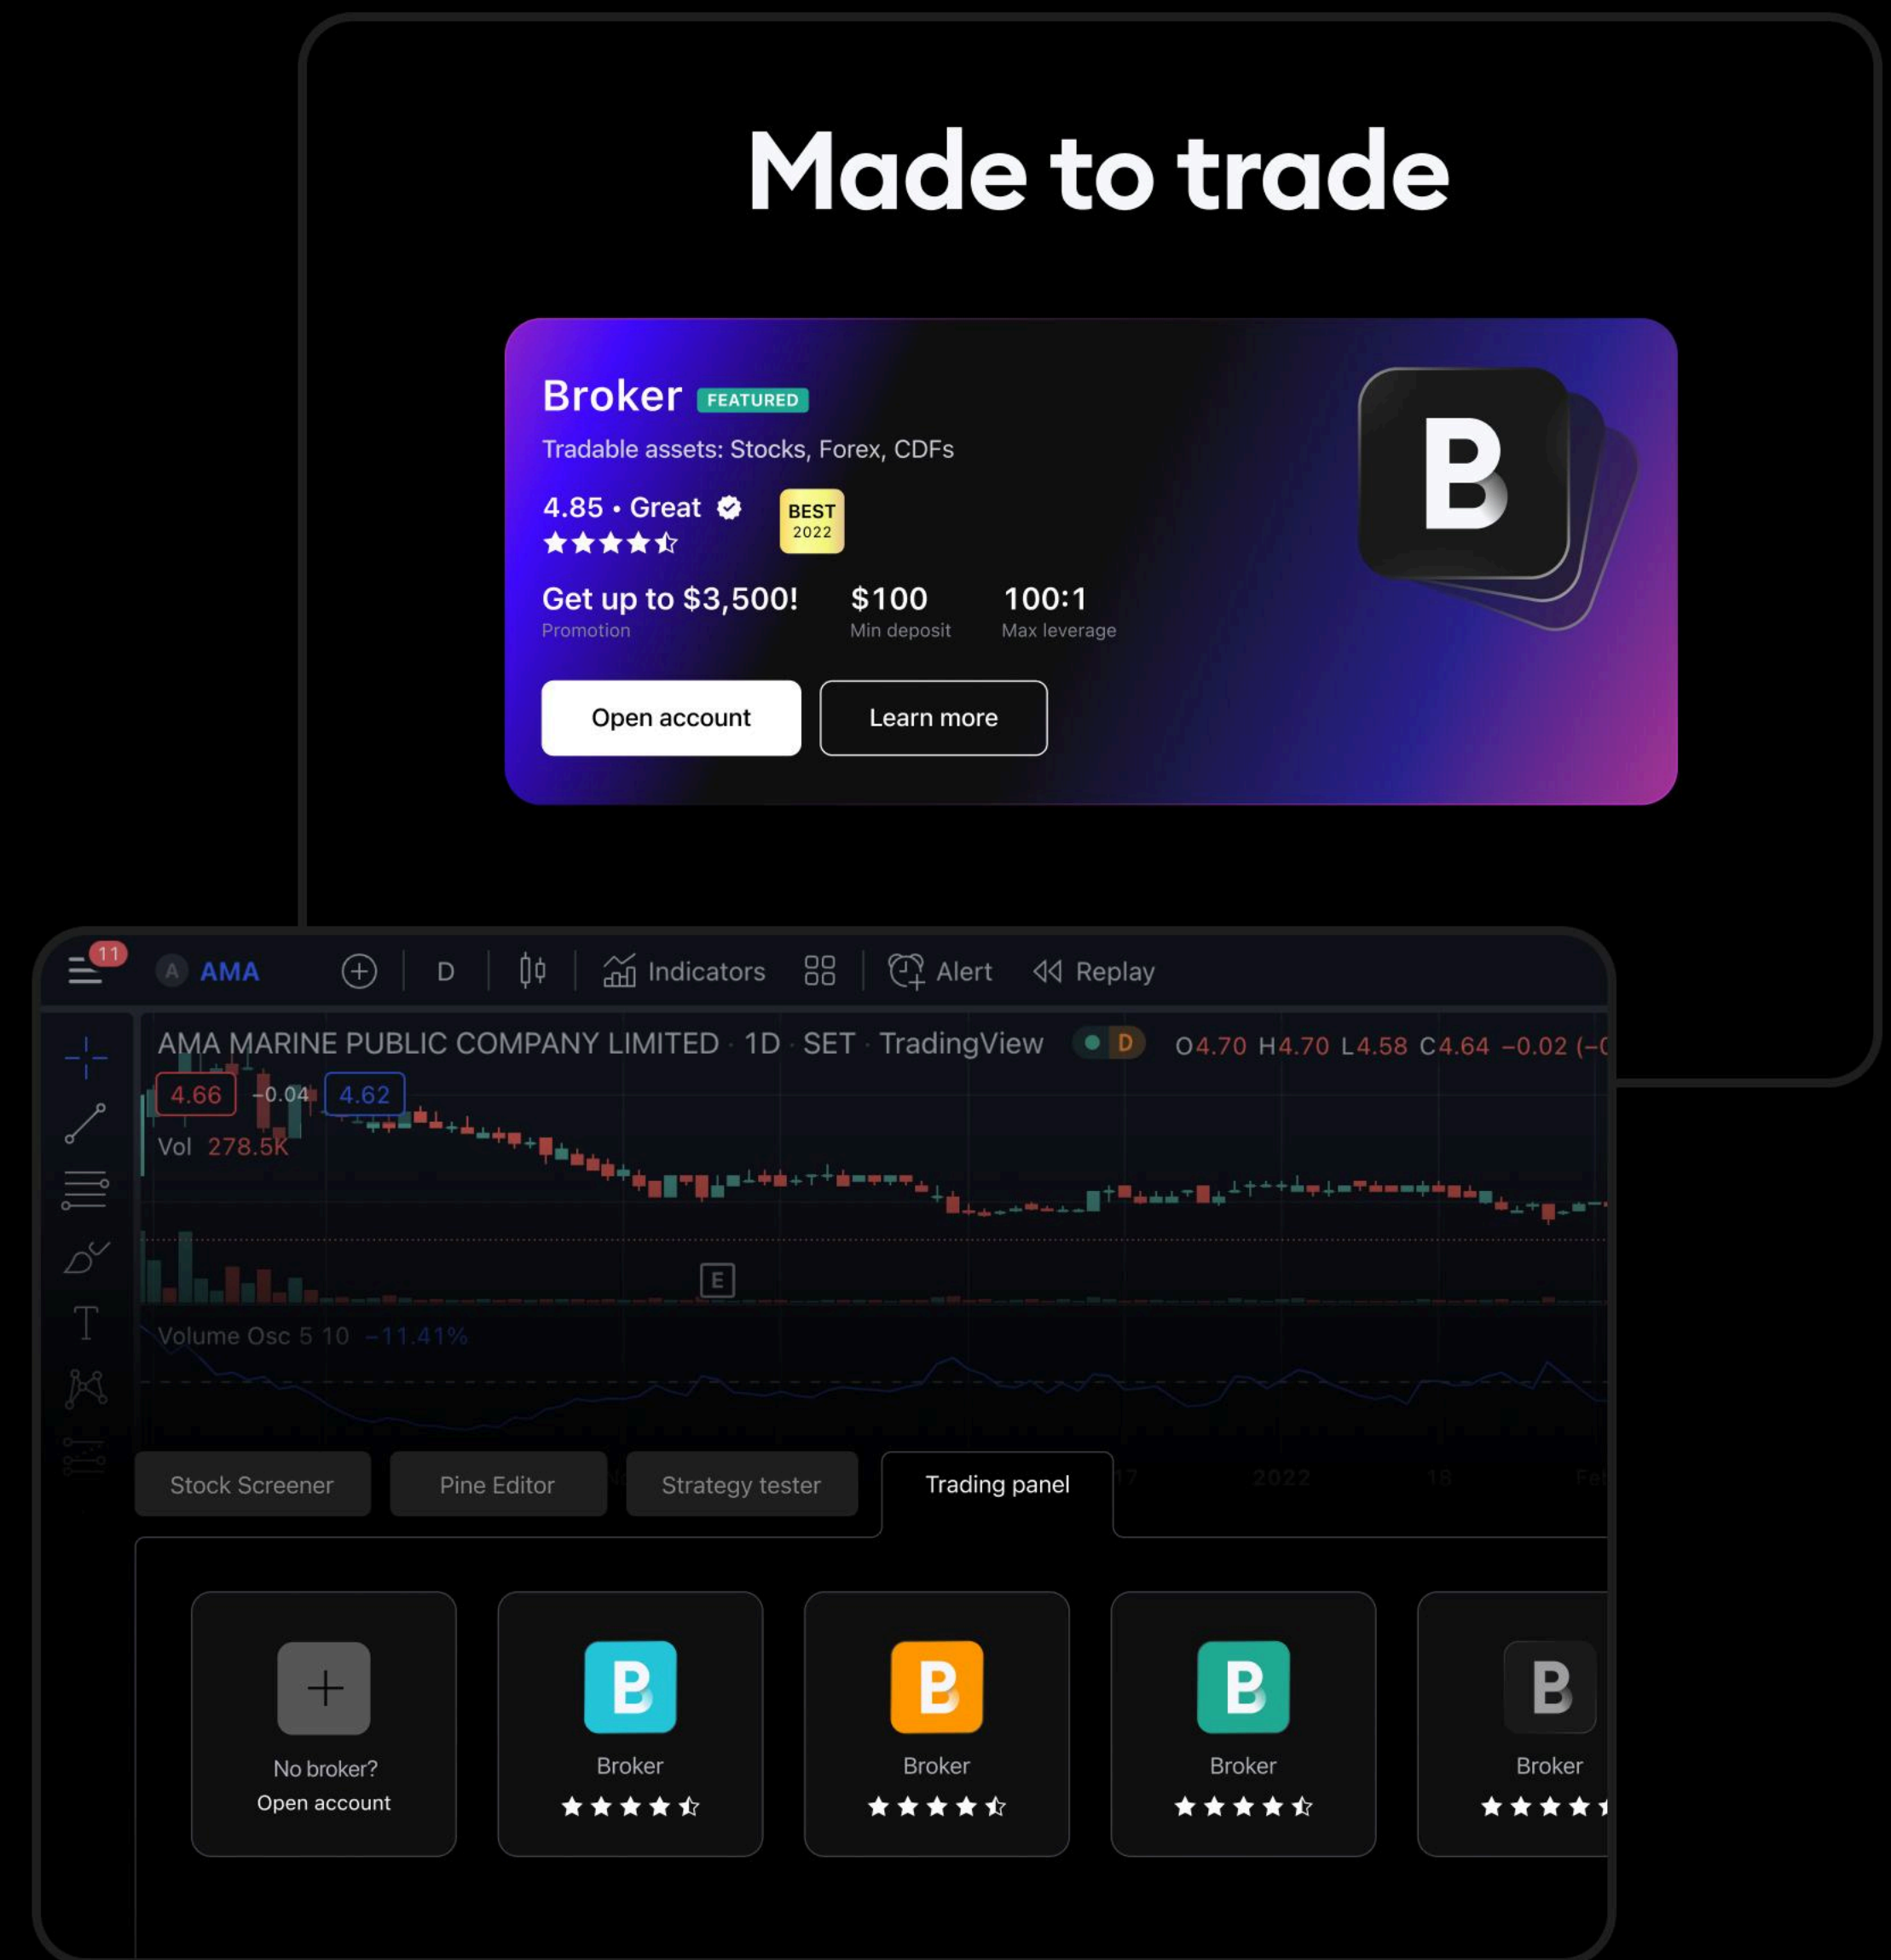 Made to trade
Broker FEATURED
Tradable assets: Stocks, Forex, CDFs
4.85 • Great
BEST
2022
Get up to $3,500! $100 100:1
Promotion Min deposit Max leverage
Open account Learn more
B
11
A AMA D Indicators Alert Replay
AMA MARINE PUBLIC COMPANY LIMITED · 1D · SET · TradingView D O4.70 H4.70 L4.58 C4.64 −0.02
4.66 −0.04 4.62
Vol 278.5K
E
Volume Osc 5 10 −11.41%
T
17 2022 18
Stock Screener Pine Editor Strategy tester Trading panel
B B B B
No broker? Broker Broker Broker Broker
Open account